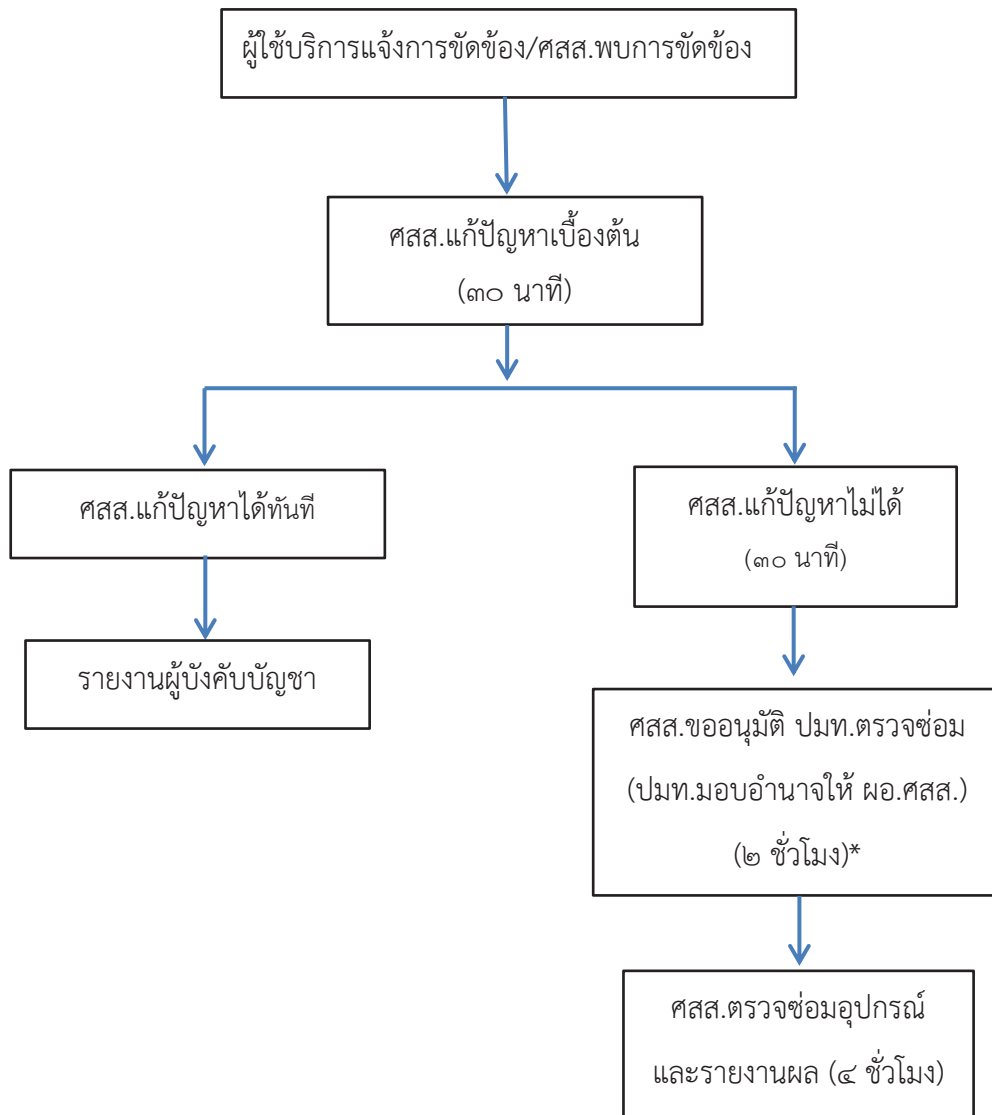 ผู้ใช้บริการแจ้งการขัดข้อง/ศสส.พบการขัดข้อง
ศสส.แก้ปัญหาเบื้องต้น
(๓๐ นาที)
ศสส.แก้ปัญหาได้ทันที
รายงานผู้บังคับบัญชา
ศสส.แก้ปัญหาไม่ได้
(๓๐ นาที)
ศสส.ขออนุมัติ ปมท.ตรวจซ่อม
(ปมท.มอบอำนาจให้ ผอ.ศสส.)
(๒ ชั่วโมง)*
ศสส.ตรวจซ่อมอุปกรณ์
และรายงานผล (๔ ชั่วโมง)